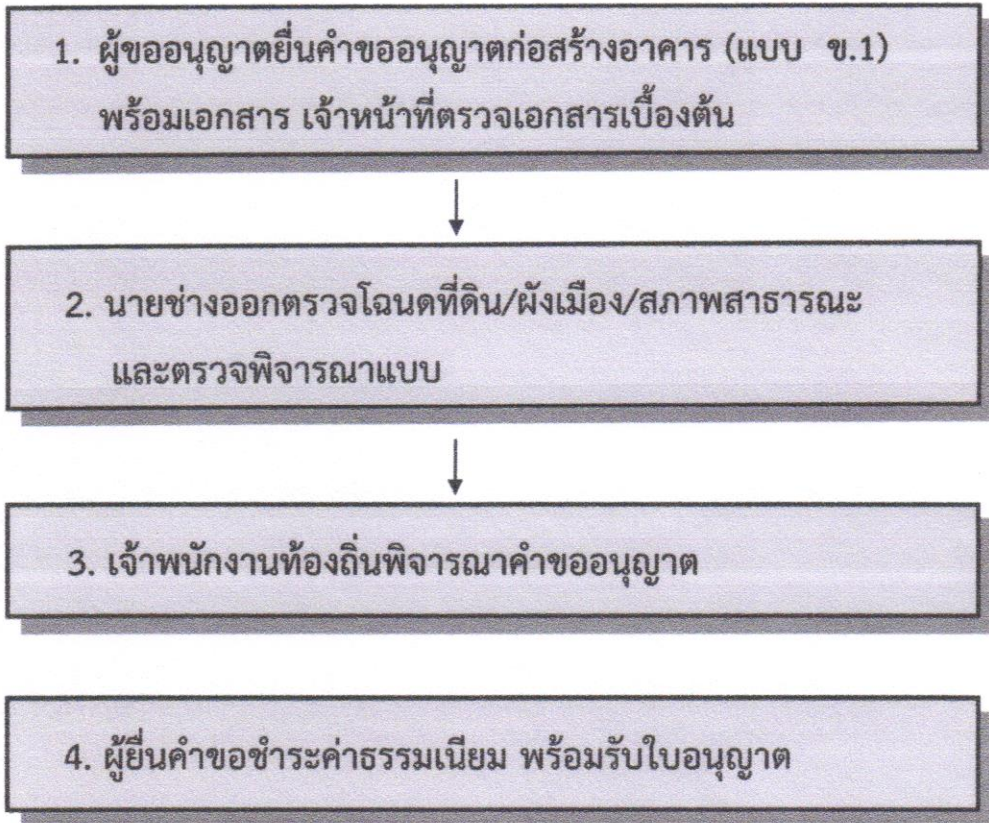 1. ผู้ขออนุญาตยื่นคำขออนุญาตก่อสร้างอาคาร (แบบ ข.1)
พร้อมเอกสาร เจ้าหน้าที่ตรวจเอกสารเบื้องต้น
2. นายช่างออกตรวจโฉนดที่ดิน/ผังเมือง/สภาพสาธารณะ
และตรวจพิจารณาแบบ
3. เจ้าพนักงานท้องถิ่นพิจารณาคำขออนุญาต
4. ผู้ยื่นคำขอชำระค่าธรรมเนียม พร้อมรับใบอนุญาต